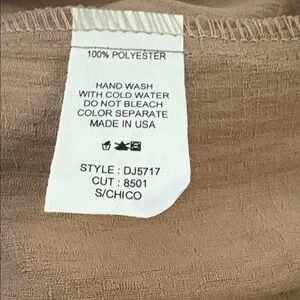 100% POLYESTER
HAND WASH
WITH COLD WATER
DO NOT BLEACH
COLOR SEPARATE
MADE IN USA
STYLE : DJ5717
CUT : 8501
S/CHICO